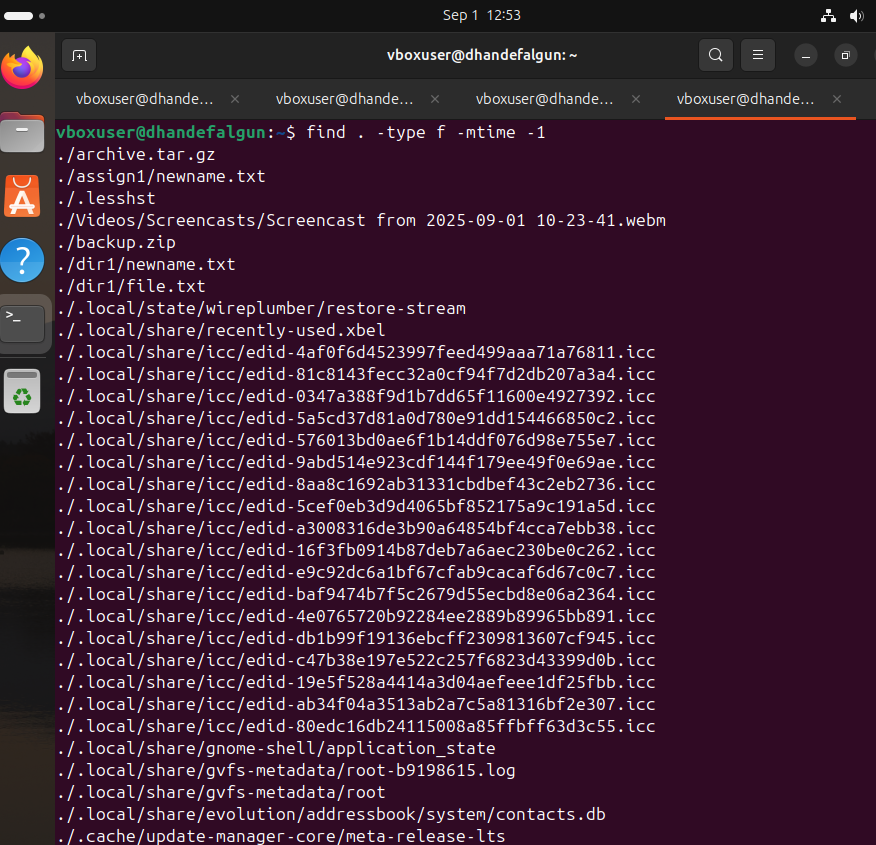 Sep 1 12:53
vboxuser@dhandefalgun: ~
vboxuser@dhande… × vboxuser@dhande… × vboxuser@dhande… × vboxuser@dhande… ×
vboxuser@dhandefalgun:~$ find . -type f -mtime -1
./archive.tar.gz
./assign1/newname.txt
./.lesshst
./Videos/Screencasts/Screencast from 2025-09-01 10-23-41.webm
./backup.zip
./dir1/newname.txt
./dir1/file.txt
./.local/state/wireplumber/restore-stream
./.local/share/recently-used.xbel
./.local/share/icc/edid-4af0f6d4523997feed499aaa71a76811.icc
./.local/share/icc/edid-81c8143fecc32a0cf94f7d2db207a3a4.icc
./.local/share/icc/edid-0347a388f9d1b7dd65f11600e4927392.icc
./.local/share/icc/edid-5a5cd37d81a0d780e91dd154466850c2.icc
./.local/share/icc/edid-576013bd0ae6f1b14ddf076d98e755e7.icc
./.local/share/icc/edid-9abd514e923cdf144f179ee49f0e69ae.icc
./.local/share/icc/edid-8aa8c1692ab31331cbdbef43c2eb2736.icc
./.local/share/icc/edid-5cef0eb3d9d4065bf852175a9c191a5d.icc
./.local/share/icc/edid-a3008316de3b90a64854bf4cca7ebb38.icc
./.local/share/icc/edid-16f3fb0914b87deb7a6aec230be0c262.icc
./.local/share/icc/edid-e9c92dc6a1bf67cfab9cacaf6d67c0c7.icc
./.local/share/icc/edid-baf9474b7f5c2679d55ecbd8e06a2364.icc
./.local/share/icc/edid-4e0765720b92284ee2889b89965bb891.icc
./.local/share/icc/edid-db1b99f19136ebcff2309813607cf945.icc
./.local/share/icc/edid-c47b38e197e522c257f6823d43399d0b.icc
./.local/share/icc/edid-19e5f528a4414a3d04aefeee1df25fbb.icc
./.local/share/icc/edid-ab34f04a3513ab2a7c5a81316bf2e307.icc
./.local/share/icc/edid-80edc16db24115008a85ffbff63d3c55.icc
./.local/share/gnome-shell/application_state
./.local/share/gvfs-metadata/root-b9198615.log
./.local/share/gvfs-metadata/root
./.local/share/evolution/addressbook/system/contacts.db
./.cache/update-manager-core/meta-release-lts